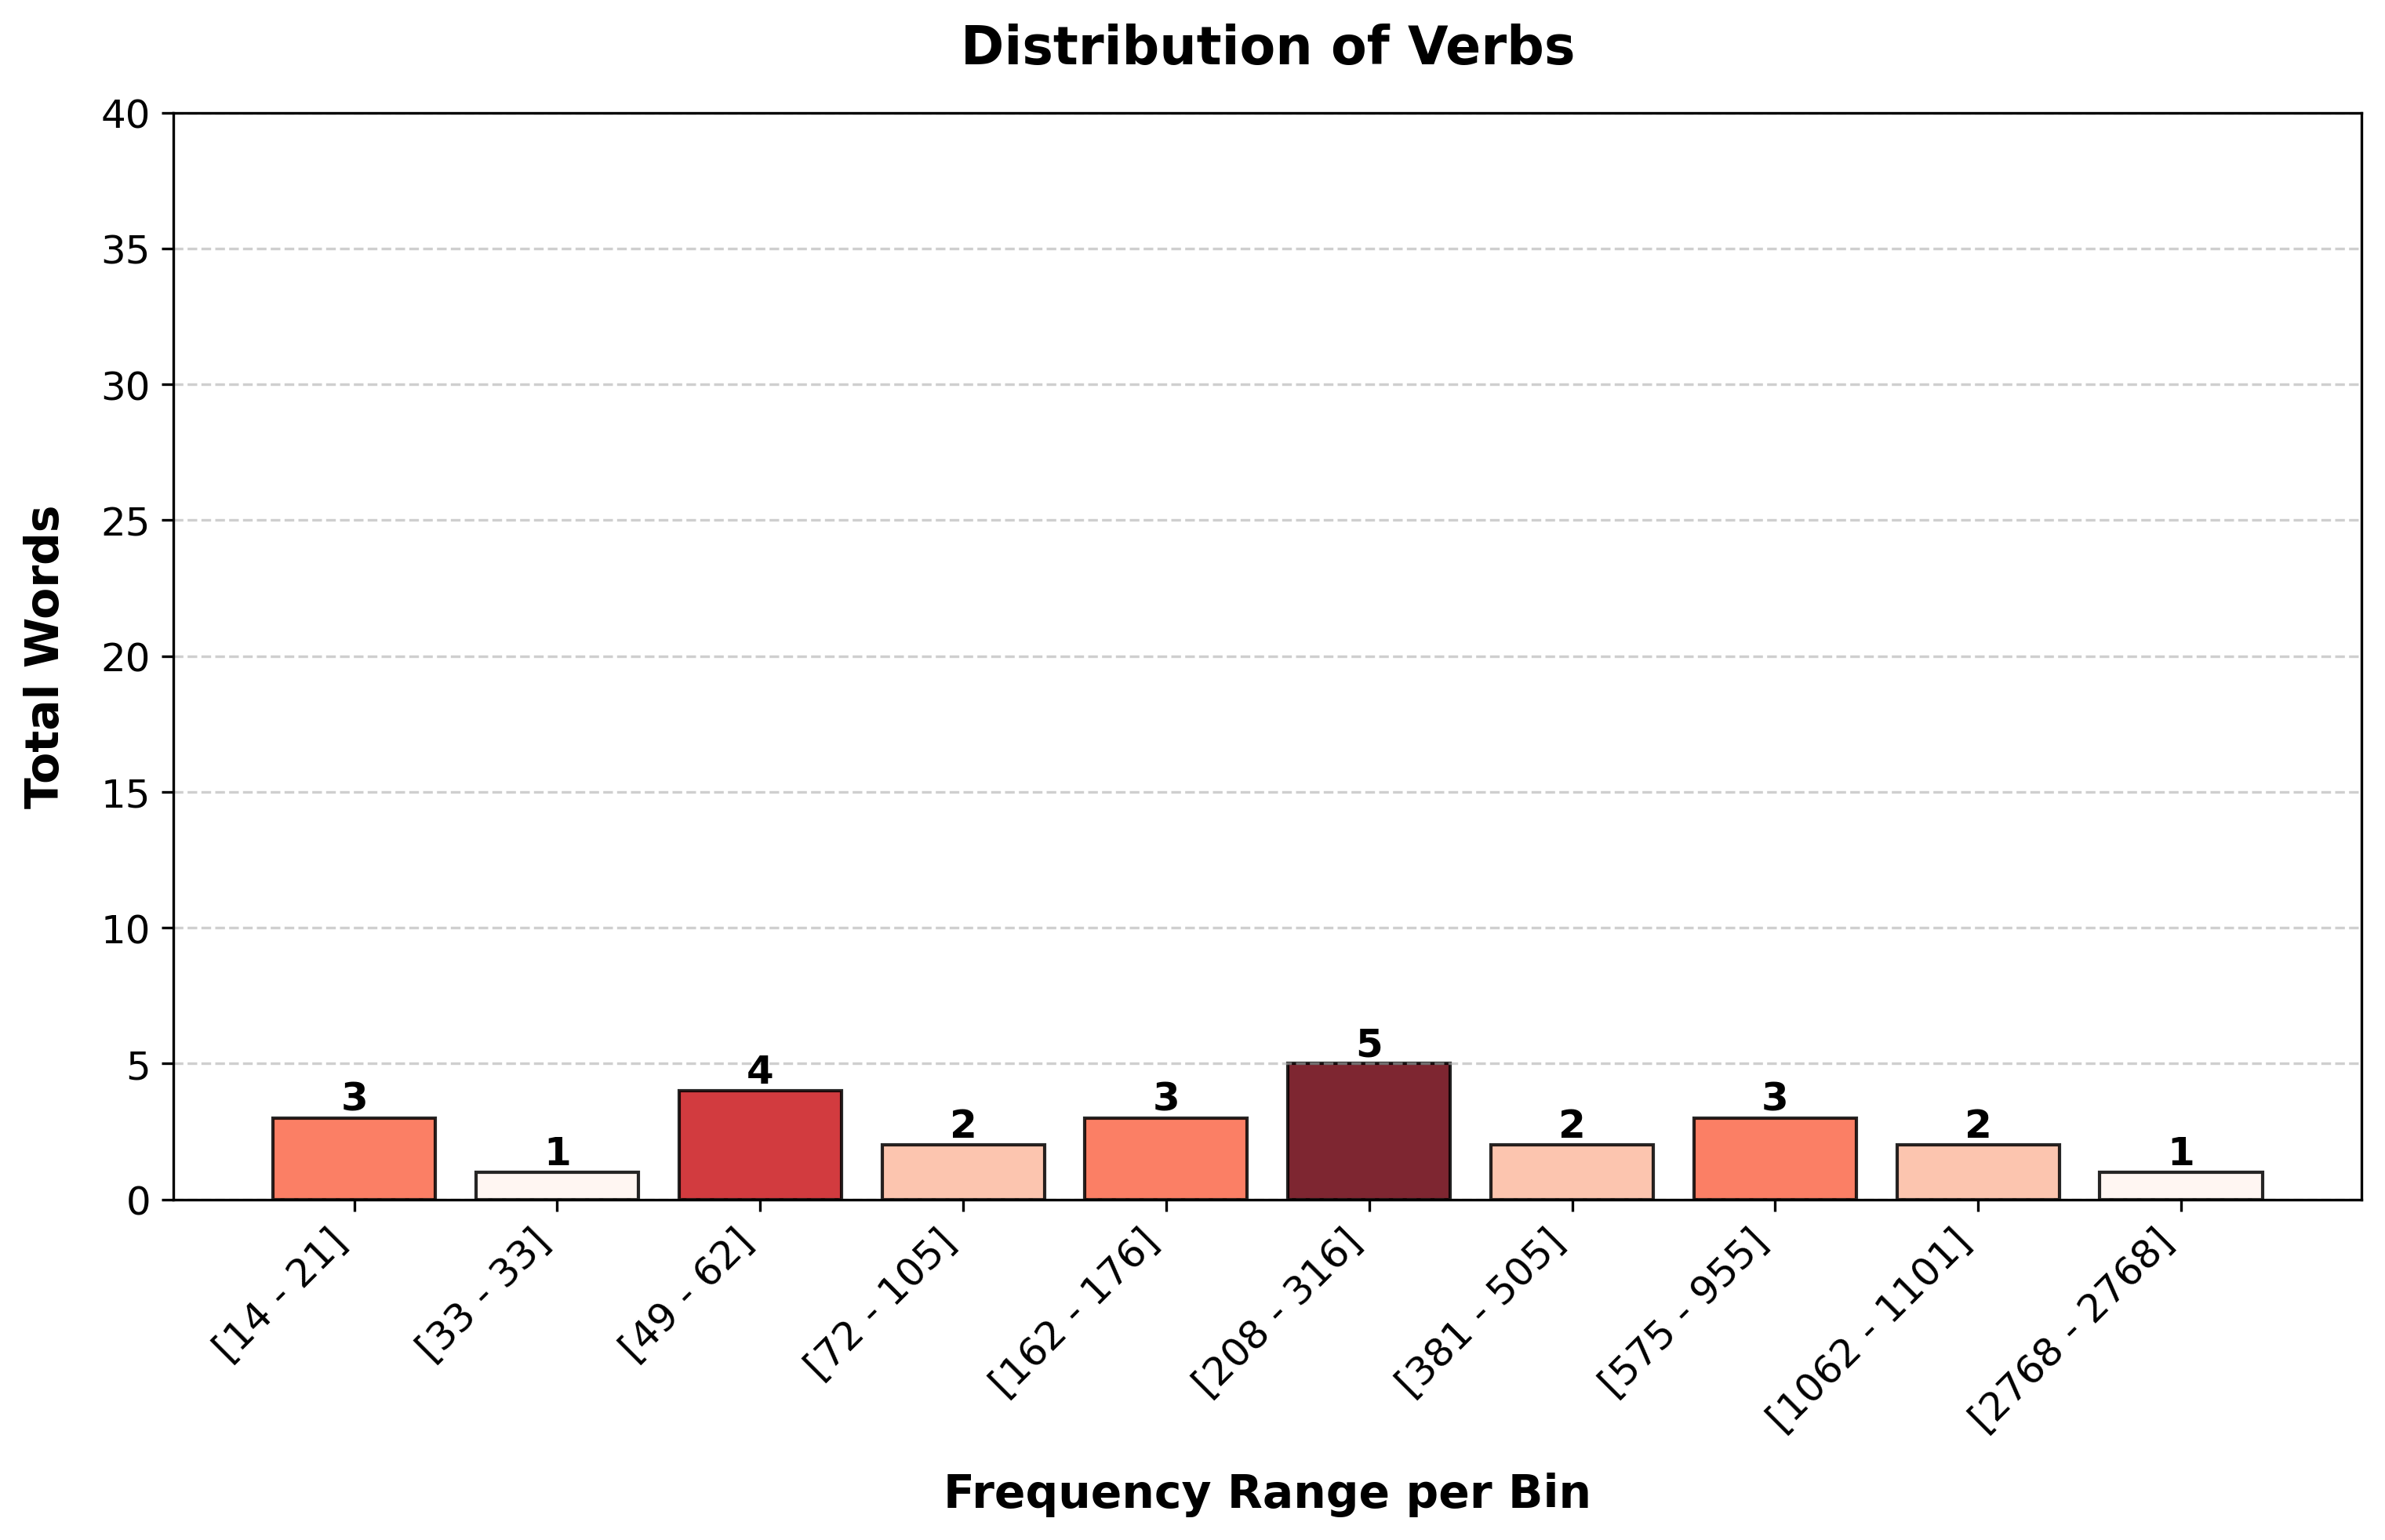 Distribution of Verbs
Total Words
40
35
30
25
20
15
10
5
0
3
1
4
2
3
5
2
3
2
1
[14 - 21]
[33 - 33]
[49 - 62]
[72 - 105]
[162 - 176]
[208 - 316]
[381 - 505]
[575 - 955]
[1062 - 1101]
[2768 - 2768]
Frequency Range per Bin